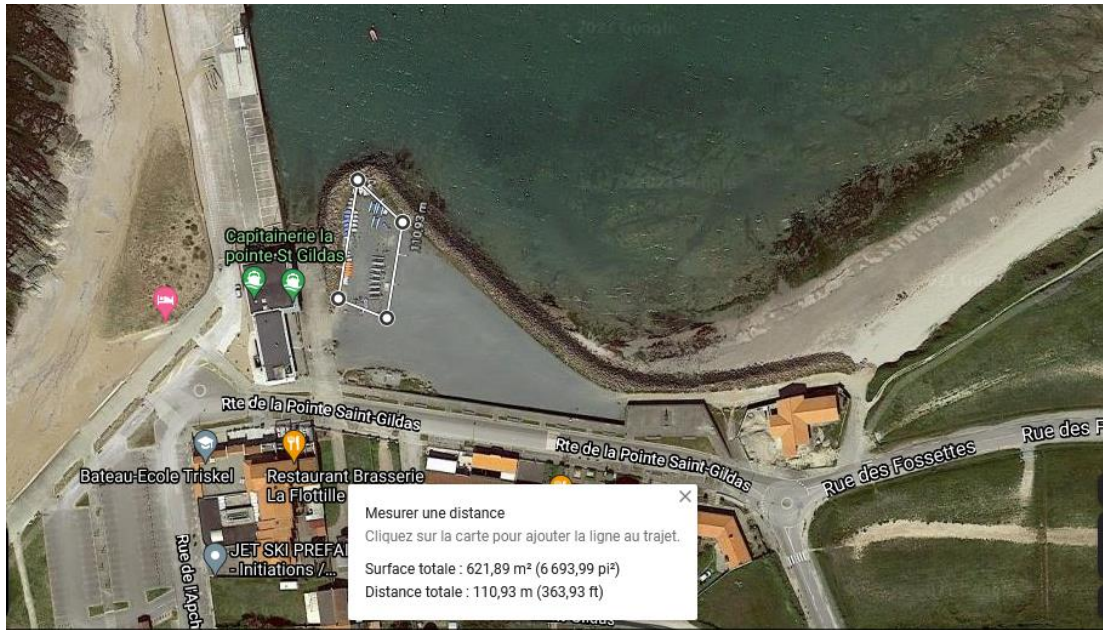 110,93 m
Capitainerie la
pointe St Gildas
Rte de la Pointe Saint-Gildas
Rte de la Pointe Saint-Gildas
Rue des Fossettes
Rue des F
Bateau-Ecole Triskel
Restaurant Brasserie
La Flottille
JET SKI PREFAI
- Initiations /...
Rue de l'Apch
Mesurer une distance
Cliquez sur la carte pour ajouter la ligne au trajet.
Surface totale : 621,89 m² (6 693,99 pi²)
Distance totale : 110,93 m (363,93 ft)